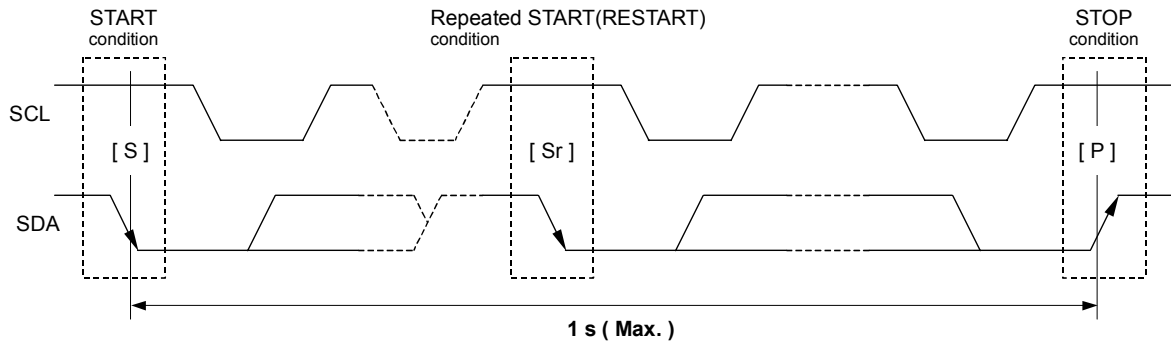 START
condition
Repeated START(RESTART)
condition
STOP
condition
SCL
[ S ]
[ Sr ]
[ P ]
SDA
1 s ( Max. )